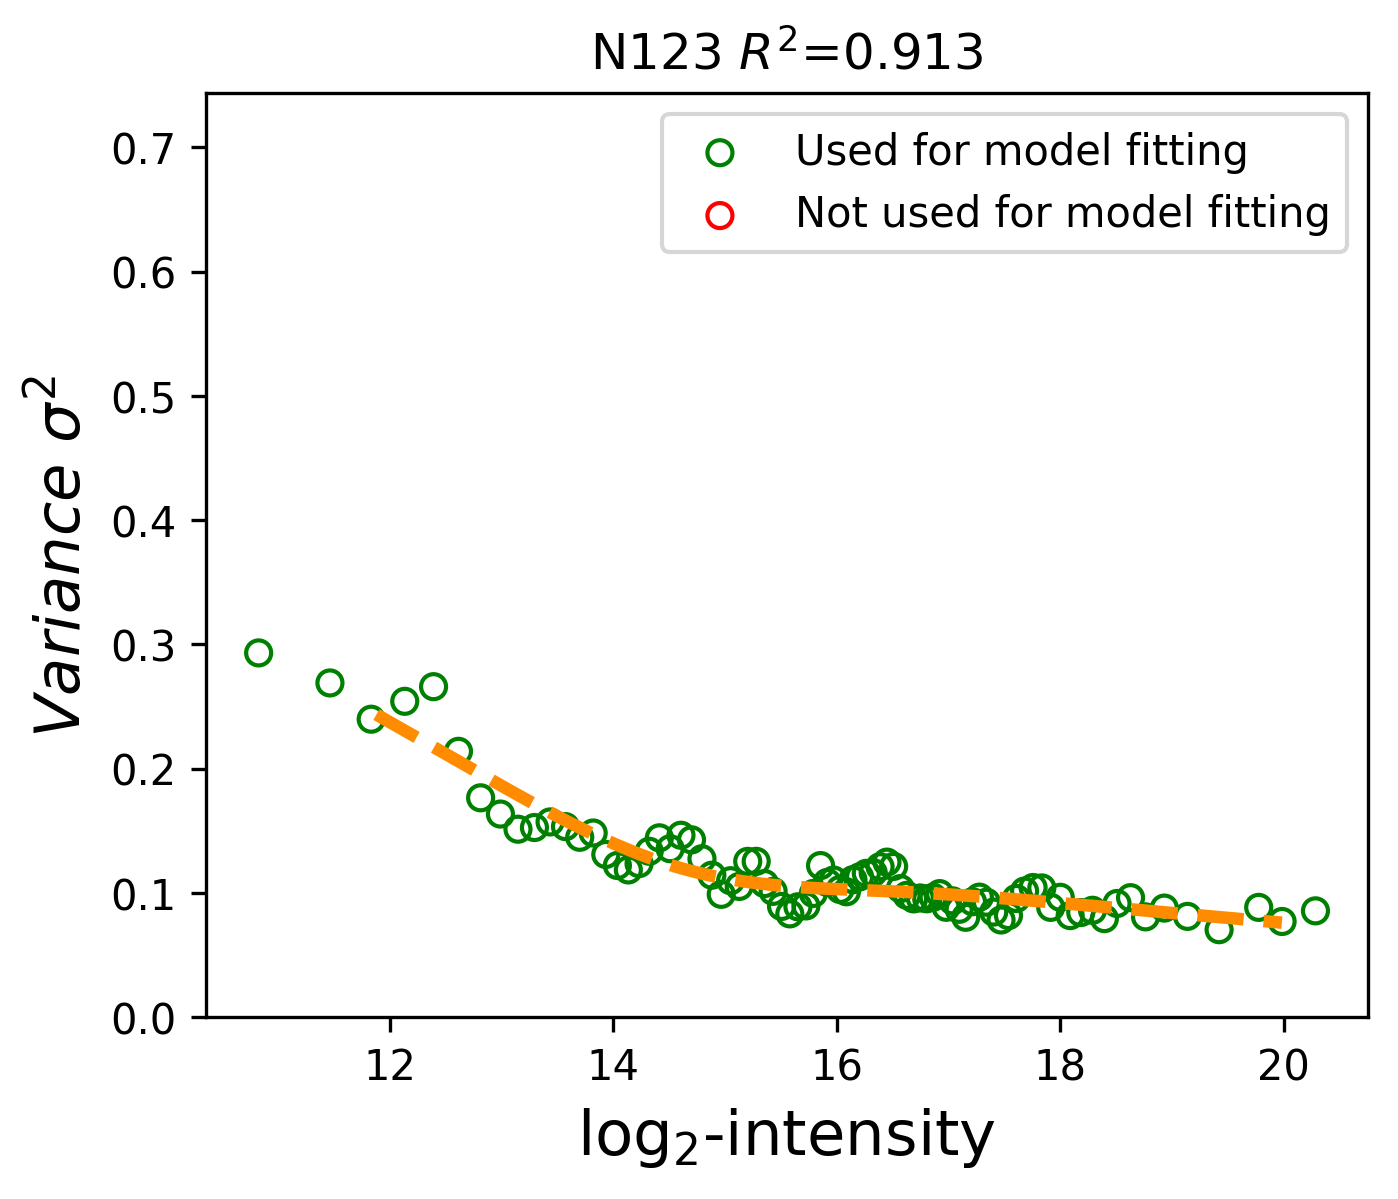 N123 R²=0.913
Used for model fitting
Not used for model fitting
0.7
0.6
0.5
0.4
0.3
0.2
0.1
0.0
Variance σ²
12 14 16 18 20
log₂-intensity